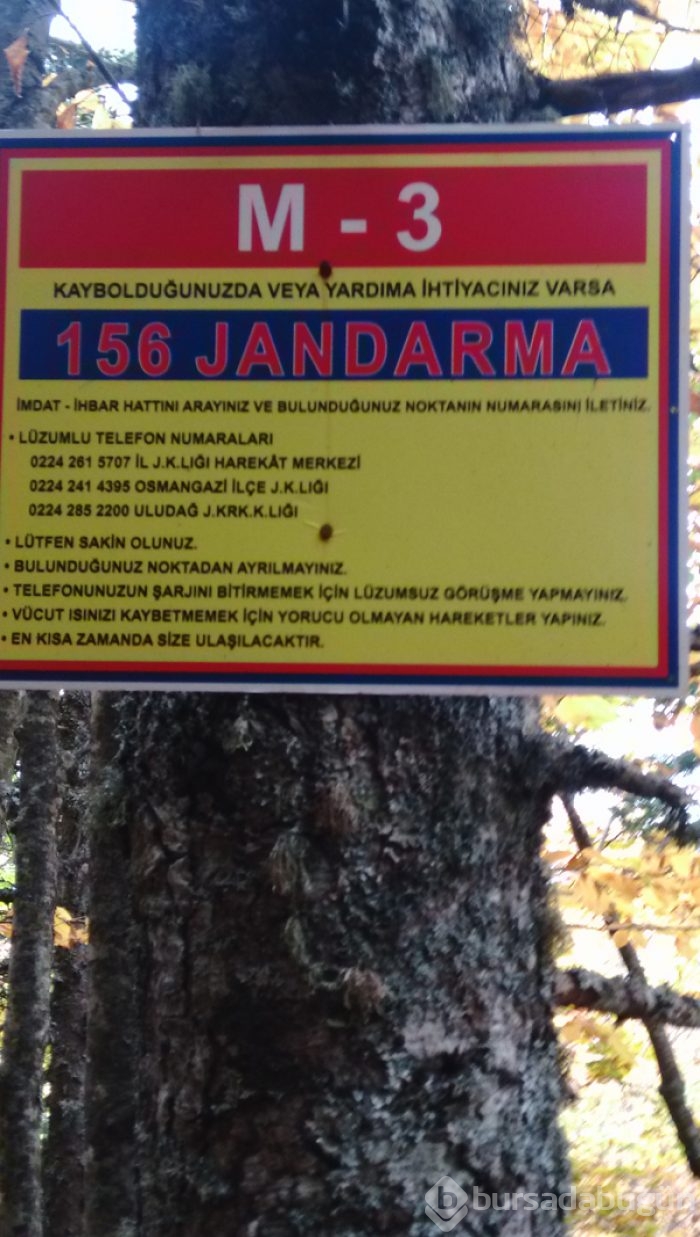 M - 3
KAYBOLDUĞUNUZDA VEYA YARDIMA İHTİYACINIZ VARSA
156 JANDARMA
İMDAT - İHBAR HATTINI ARAYINIZ VE BULUNDUĞUNUZ NOKTANIN NUMARASINI İLETİNİZ.
• LÜZUMLU TELEFON NUMARALARI
0224 261 5707 İL J.K.LIĞI HAREKÂT MERKEZİ
0224 241 4395 OSMANGAZİ İLÇE J.K.LIĞI
0224 285 2200 ULUDAĞ J.KRK.K.LIĞI
• LÜTFEN SAKİN OLUNUZ.
• BULUNDUĞUNUZ NOKTADAN AYRILMAYINIZ.
• TELEFONUNUZUN ŞARJINI BİTİRMEMEK İÇİN LÜZUMSUZ GÖRÜŞME YAPMAYINIZ.
• VÜCUT ISINIZI KAYBETMEMEK İÇİN YORUCU OLMAYAN HAREKETLER YAPINIZ.
• EN KISA ZAMANDA SİZE ULAŞILACAKTIR.
b bursadabugün